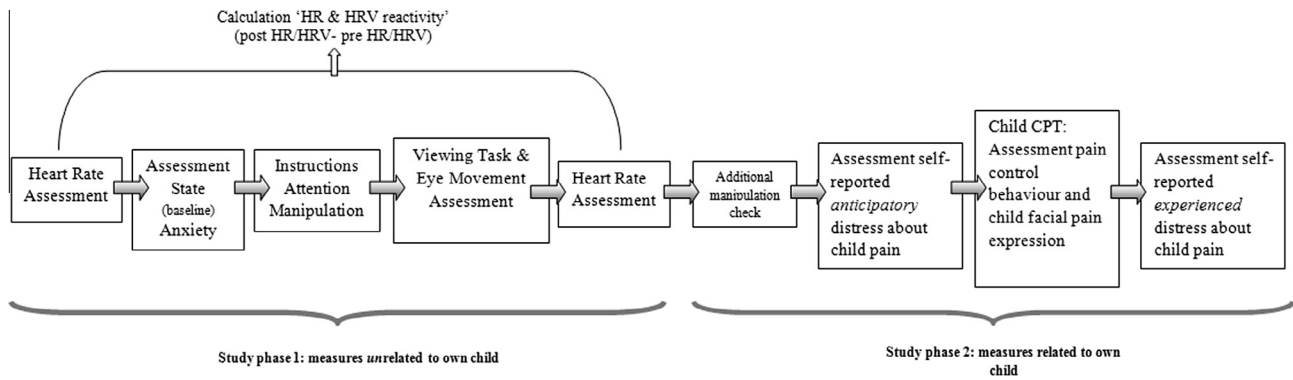 Calculation ‘HR & HRV reactivity’
(post HR/HRV- pre HR/HRV)
Heart Rate
Assessment
Assessment
State
(baseline)
Anxiety
Instructions
Attention
Manipulation
Viewing Task &
Eye Movement
Assessment
Heart Rate
Assessment
Additional
manipulation
check
Assessment self-
reported
anticipatory
distress about
child pain
Child CPT:
Assessment pain
control
behaviour and
child facial pain
expression
Assessment self-
reported
experienced
distress about
child pain
Study phase 1: measures unrelated to own child
Study phase 2: measures related to own
child